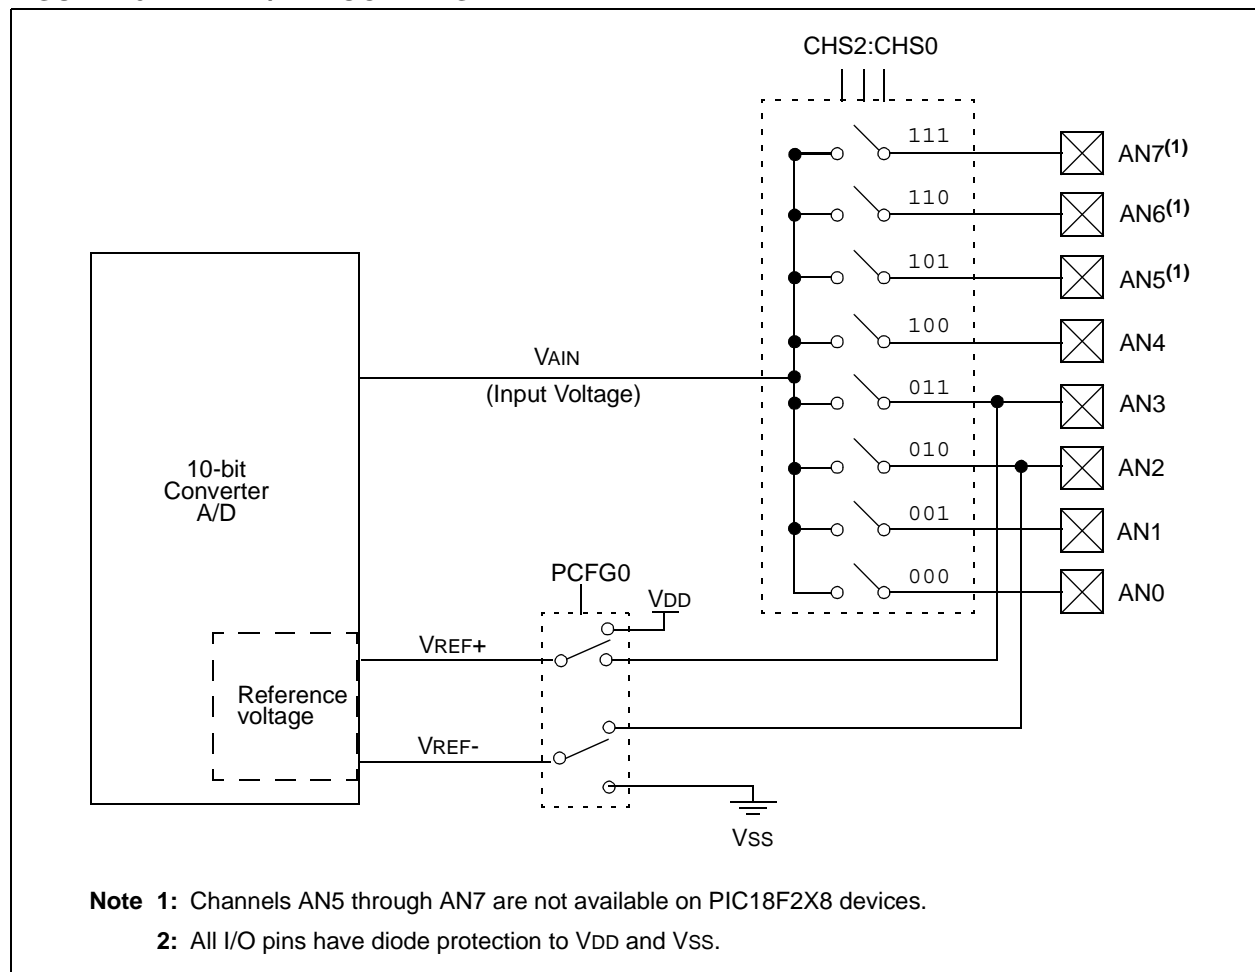 CHS2:CHS0
111
AN7(1)
110
AN6(1)
101
AN5(1)
100
AN4
VAIN
(Input Voltage)
011
AN3
010
AN2
10-bit
Converter
A/D
001
AN1
PCFG0
000
AN0
VDD
VREF+
Reference
voltage
VREF-
VSS
Note 1: Channels AN5 through AN7 are not available on PIC18F2X8 devices.
2: All I/O pins have diode protection to VDD and VSS.